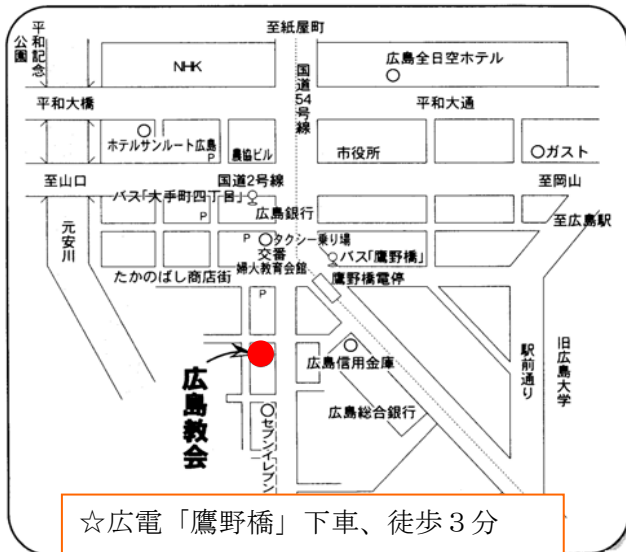 至紙屋町
平和記念
公園
NHK
国道54号線
広島全日空ホテル
平和大橋
平和大通
ホテルサンルート広島
P
農協ビル
市役所
ガスト
至山口
国道2号線
至岡山
バス「大手町四丁目」
P
広島銀行
至広島駅
元安川
P
タクシー乗り場
交番
バス「鷹野橋」
婦人教育会館
たかのばし商店街
鷹野橋電停
P
広島信用金庫
駅前通り
旧広島大学
広島教会
広島総合銀行
セブンイレブン
☆広電「鷹野橋」下車、徒歩３分